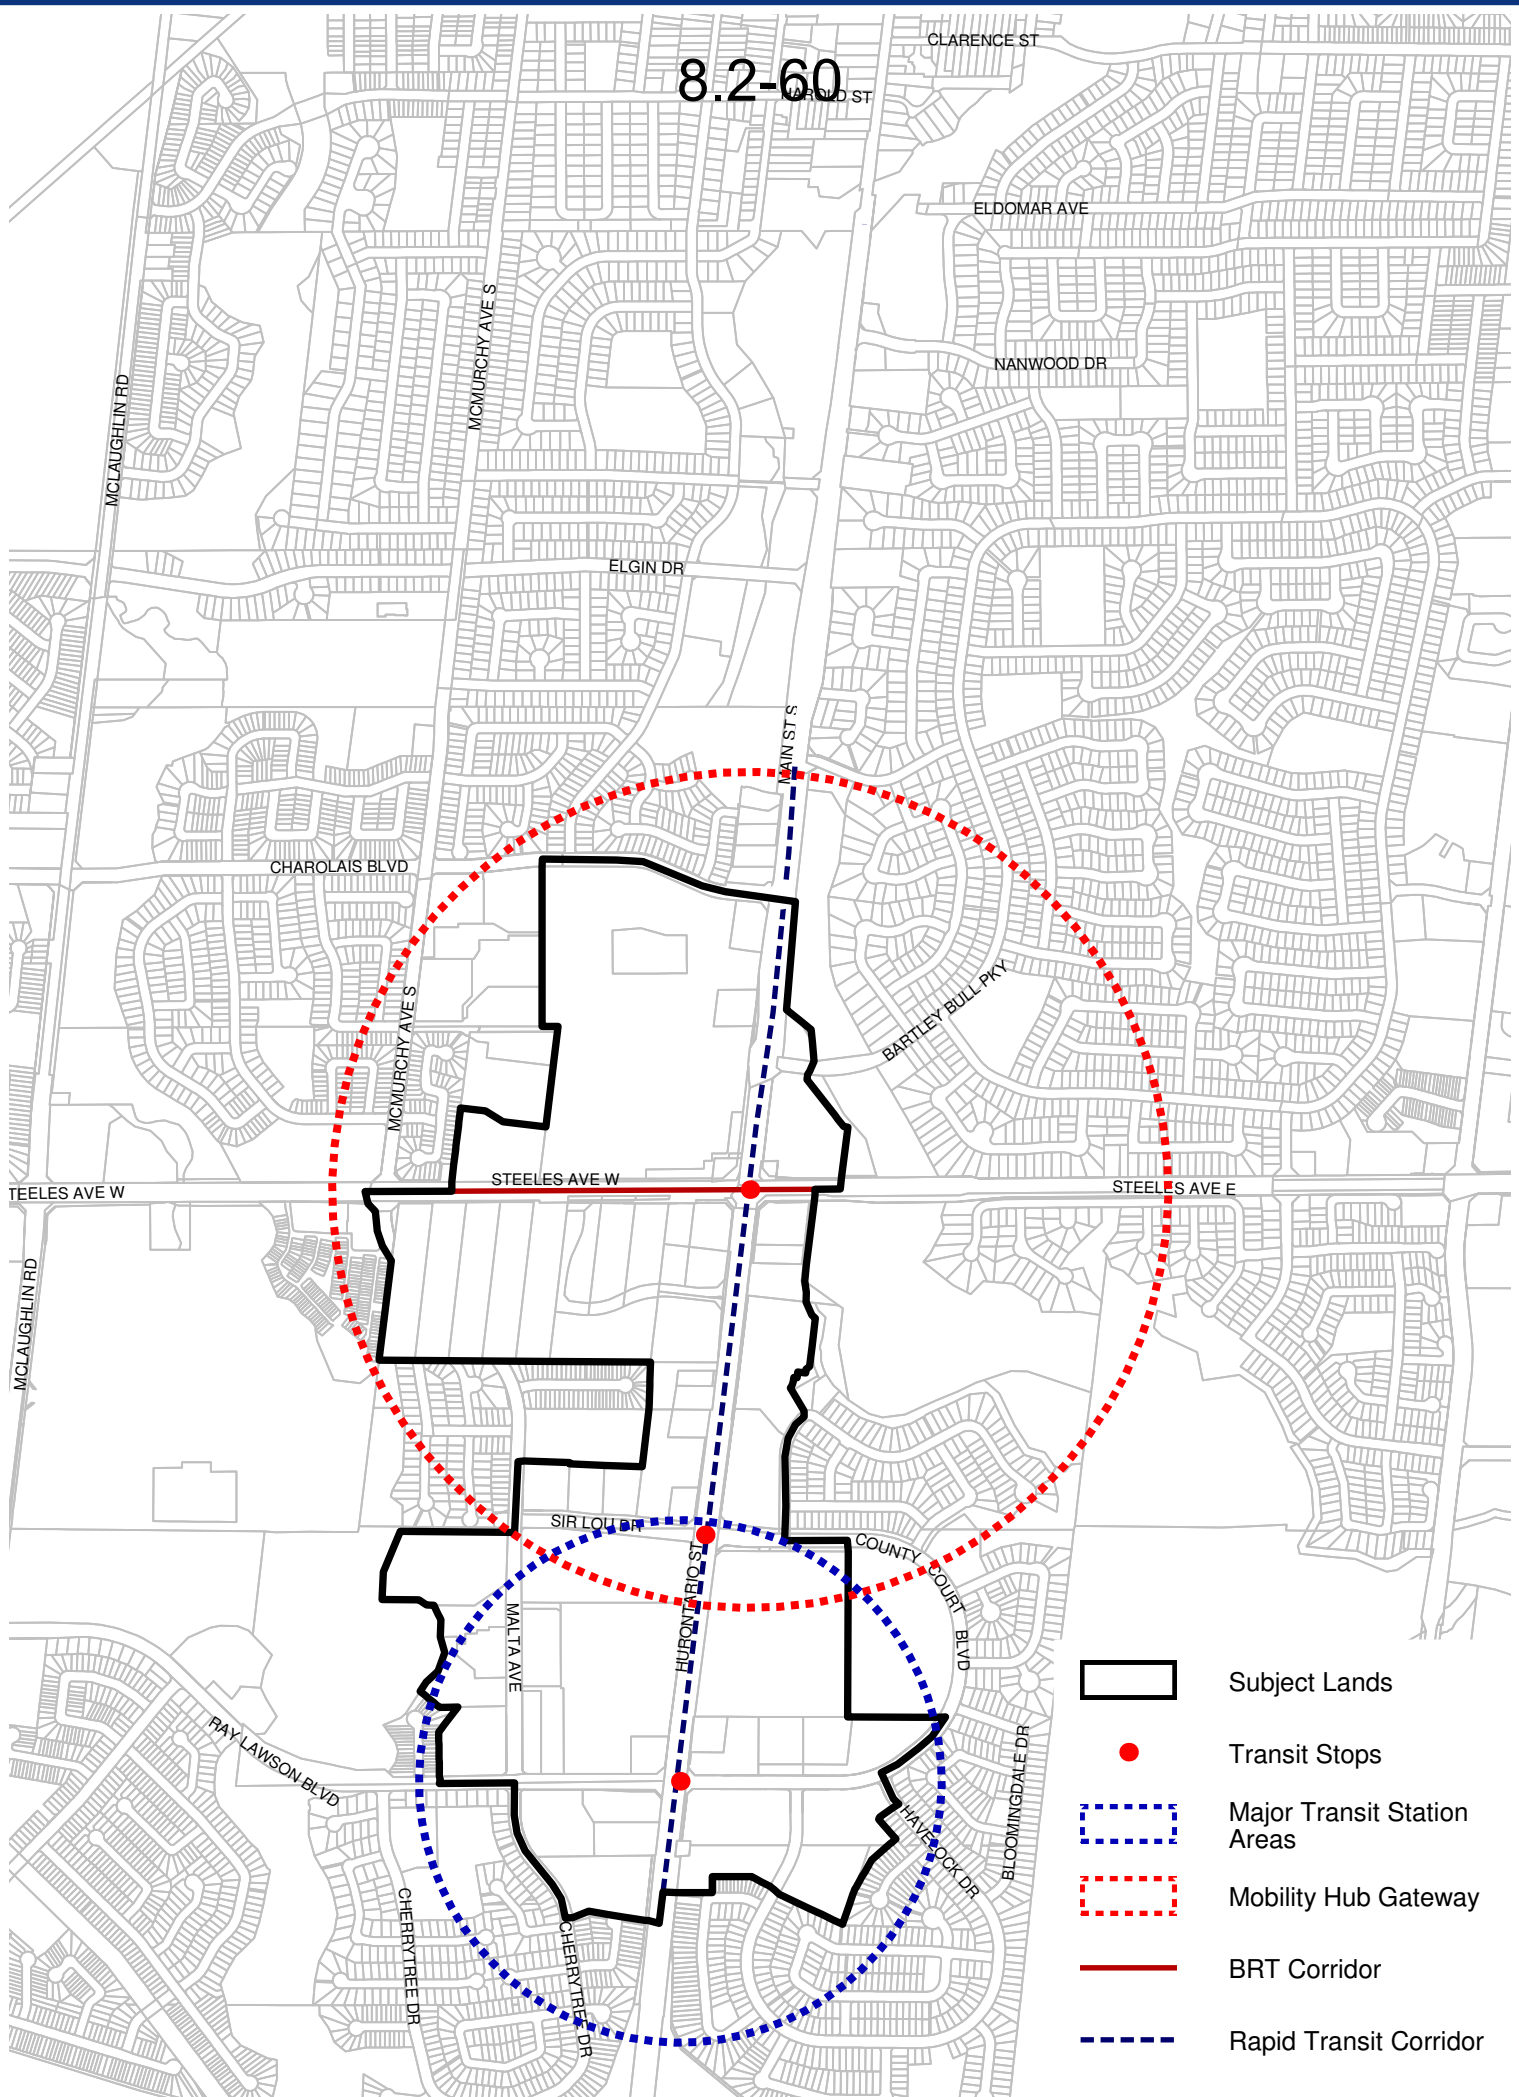 CLARENCE ST
8.2-60
HAROLD ST
ELDOMAR AVE
MCMURCHY AVE S
NANWOOD DR
MCLAUGHLIN RD
ELGIN DR
MAIN ST S
CHAROLAIS BLVD
BARTLEY BULL PKY
MCMURCHY AVE S
STEELES AVE W
TEELES AVE W
STEELES AVE E
MCLAUGHLIN RD
SIR LOU DR
COUNTY COURT BLVD
HURONTARIO ST
MALTA AVE
RAY LAWSON BLVD
BLOOMINGDALE DR
HAVELOCK DR
CHERRYTREE DR
CHERRYTREE DR
Subject Lands
Transit Stops
Major Transit Station
Areas
Mobility Hub Gateway
BRT Corridor
Rapid Transit Corridor